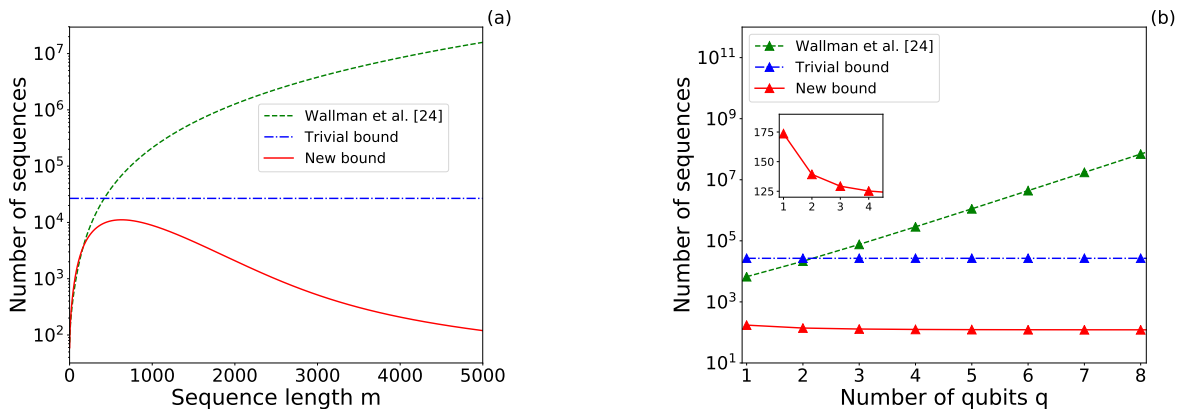 (a)
Number of sequences
10^7
10^6
10^5
10^4
10^3
10^2
Wallman et al. [24]
Trivial bound
New bound
0 1000 2000 3000 4000 5000
Sequence length m
(b)
Number of sequences
10^11
10^9
10^7
10^5
10^3
10^1
Wallman et al. [24]
Trivial bound
New bound
175
150
125
1 2 3 4
1 2 3 4 5 6 7 8
Number of qubits q